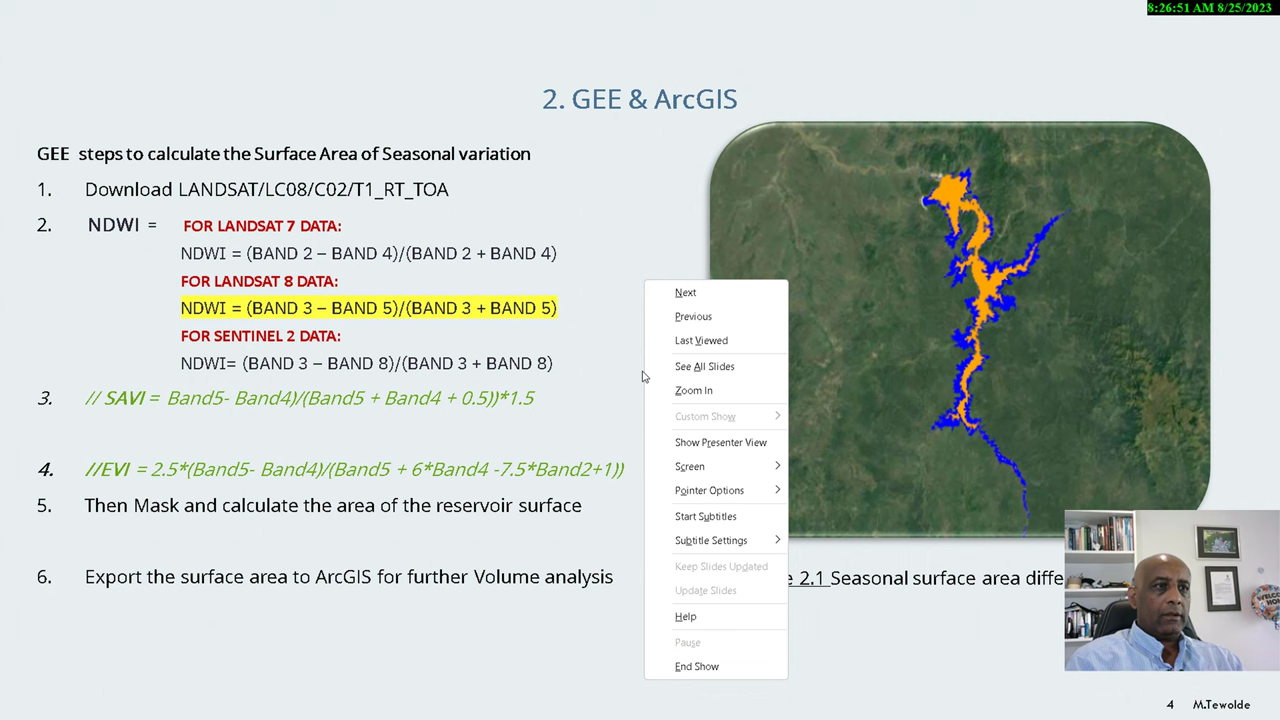 8:26:51 AM 8/25/2023
2. GEE & ArcGIS
GEE steps to calculate the Surface Area of Seasonal variation
1. Download LANDSAT/LC08/C02/T1_RT_TOA
2. NDWI = FOR LANDSAT 7 DATA:
NDWI = (BAND 2 – BAND 4)/(BAND 2 + BAND 4)
FOR LANDSAT 8 DATA:
NDWI = (BAND 3 – BAND 5)/(BAND 3 + BAND 5)
FOR SENTINEL 2 DATA:
NDWI= (BAND 3 – BAND 8)/(BAND 3 + BAND 8)
3. // SAVI = Band5- Band4)/(Band5 + Band4 + 0.5))*1.5
4. //EVI = 2.5*(Band5- Band4)/(Band5 + 6*Band4 -7.5*Band2+1))
5. Then Mask and calculate the area of the reservoir surface
6. Export the surface area to ArcGIS for further Volume analysis
Next
Previous
Last Viewed
See All Slides
Zoom In
Custom Show
Show Presenter View
Screen
Pointer Options
Start Subtitles
Subtitle Settings
Keep Slides Updated
Update Slides
Help
Pause
End Show
e 2.1 Seasonal surface area diffe
4 M.Tewolde